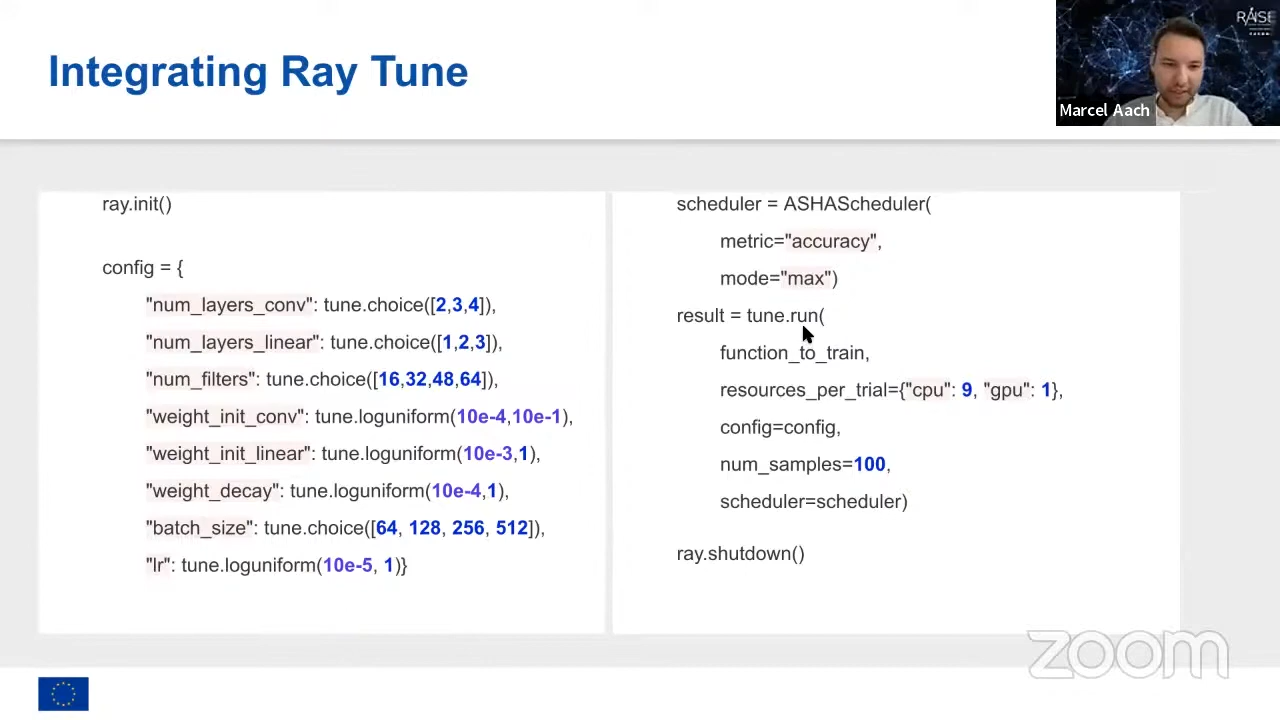 Integrating Ray Tune
RAISE
Marcel Aach
ray.init()
config = {
"num_layers_conv": tune.choice([2,3,4]),
"num_layers_linear": tune.choice([1,2,3]),
"num_filters": tune.choice([16,32,48,64]),
"weight_init_conv": tune.loguniform(10e-4,10e-1),
"weight_init_linear": tune.loguniform(10e-3,1),
"weight_decay": tune.loguniform(10e-4,1),
"batch_size": tune.choice([64, 128, 256, 512]),
"lr": tune.loguniform(10e-5, 1)}
scheduler = ASHAScheduler(
metric="accuracy",
mode="max")
result = tune.run(
function_to_train,
resources_per_trial={"cpu": 9, "gpu": 1},
config=config,
num_samples=100,
scheduler=scheduler)
ray.shutdown()
zoom